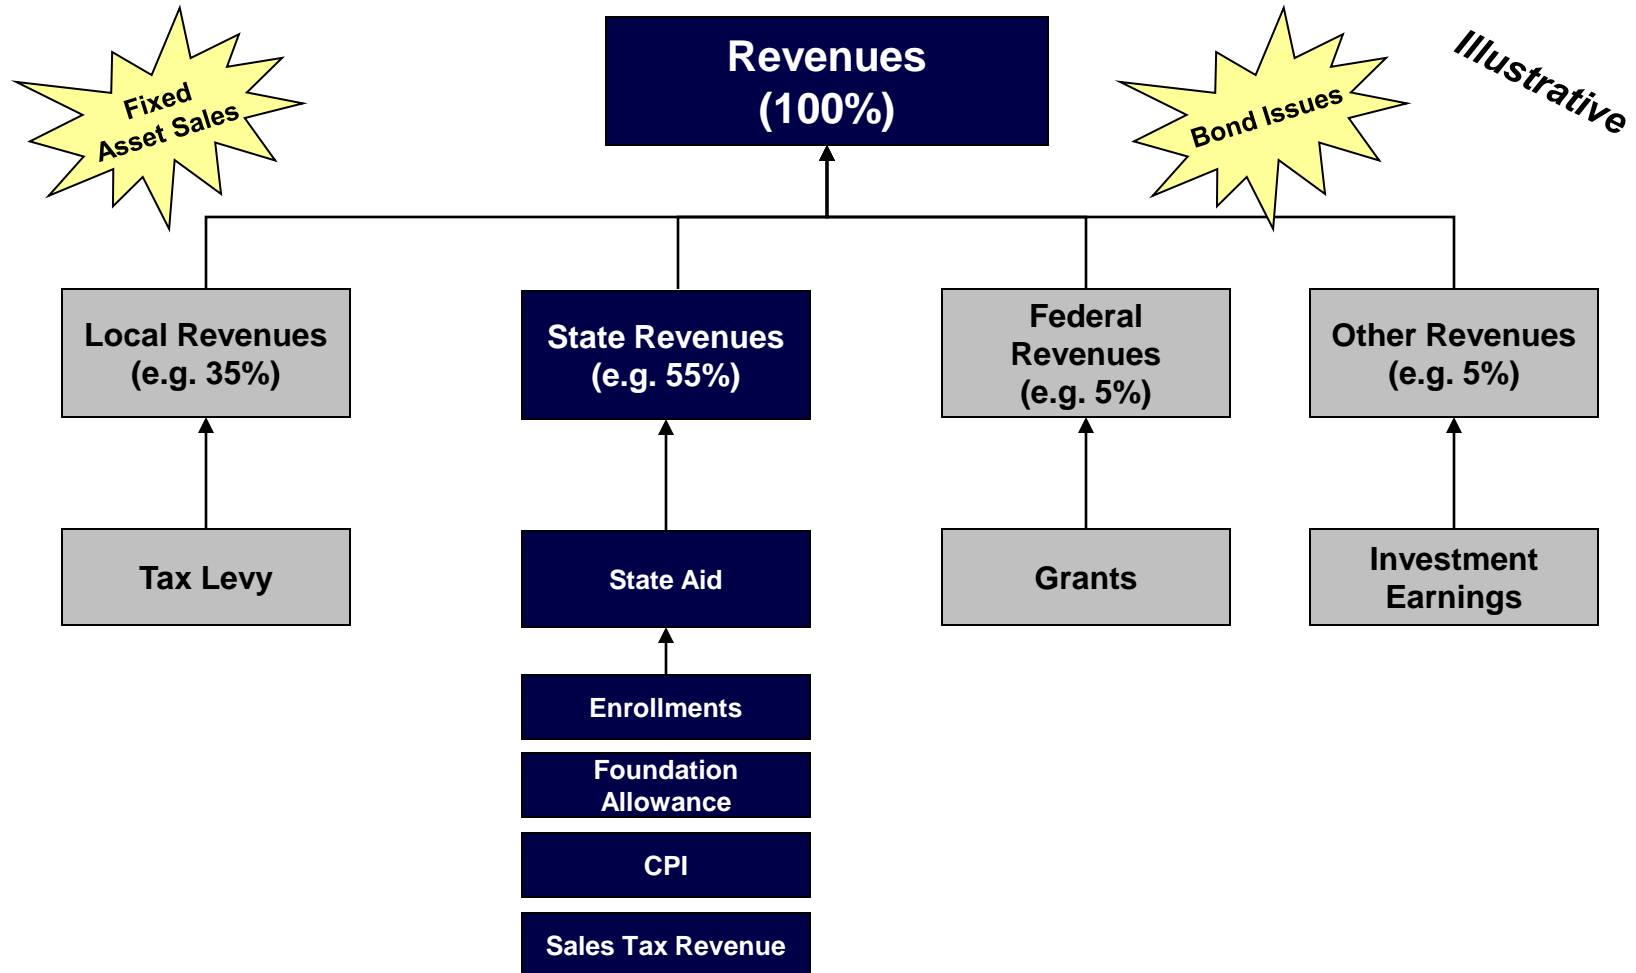 Fixed
Asset Sales
Revenues
(100%)
Bond Issues
Illustrative
Local Revenues
(e.g. 35%)
State Revenues
(e.g. 55%)
Federal
Revenues
(e.g. 5%)
Other Revenues
(e.g. 5%)
Tax Levy
State Aid
Grants
Investment
Earnings
Enrollments
Foundation
Allowance
CPI
Sales Tax Revenue